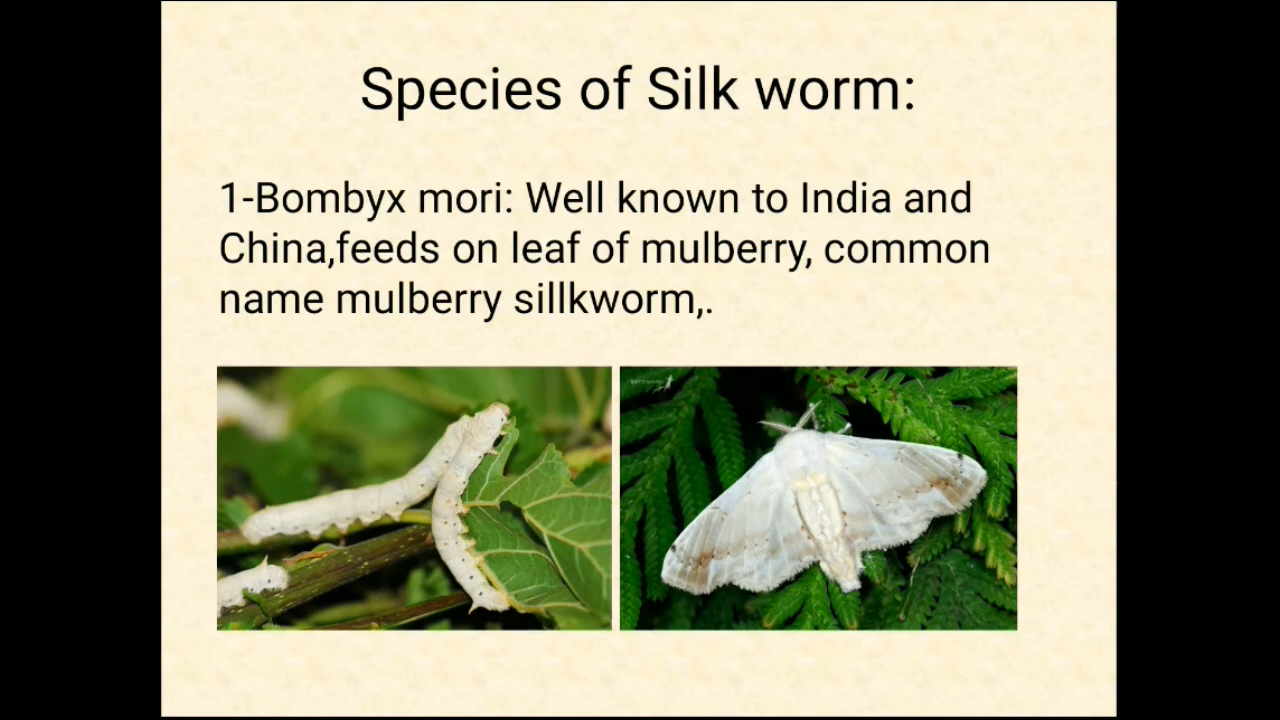 Species of Silk worm:
1-Bombyx mori: Well known to India and
China,feeds on leaf of mulberry, common
name mulberry sillkworm,.